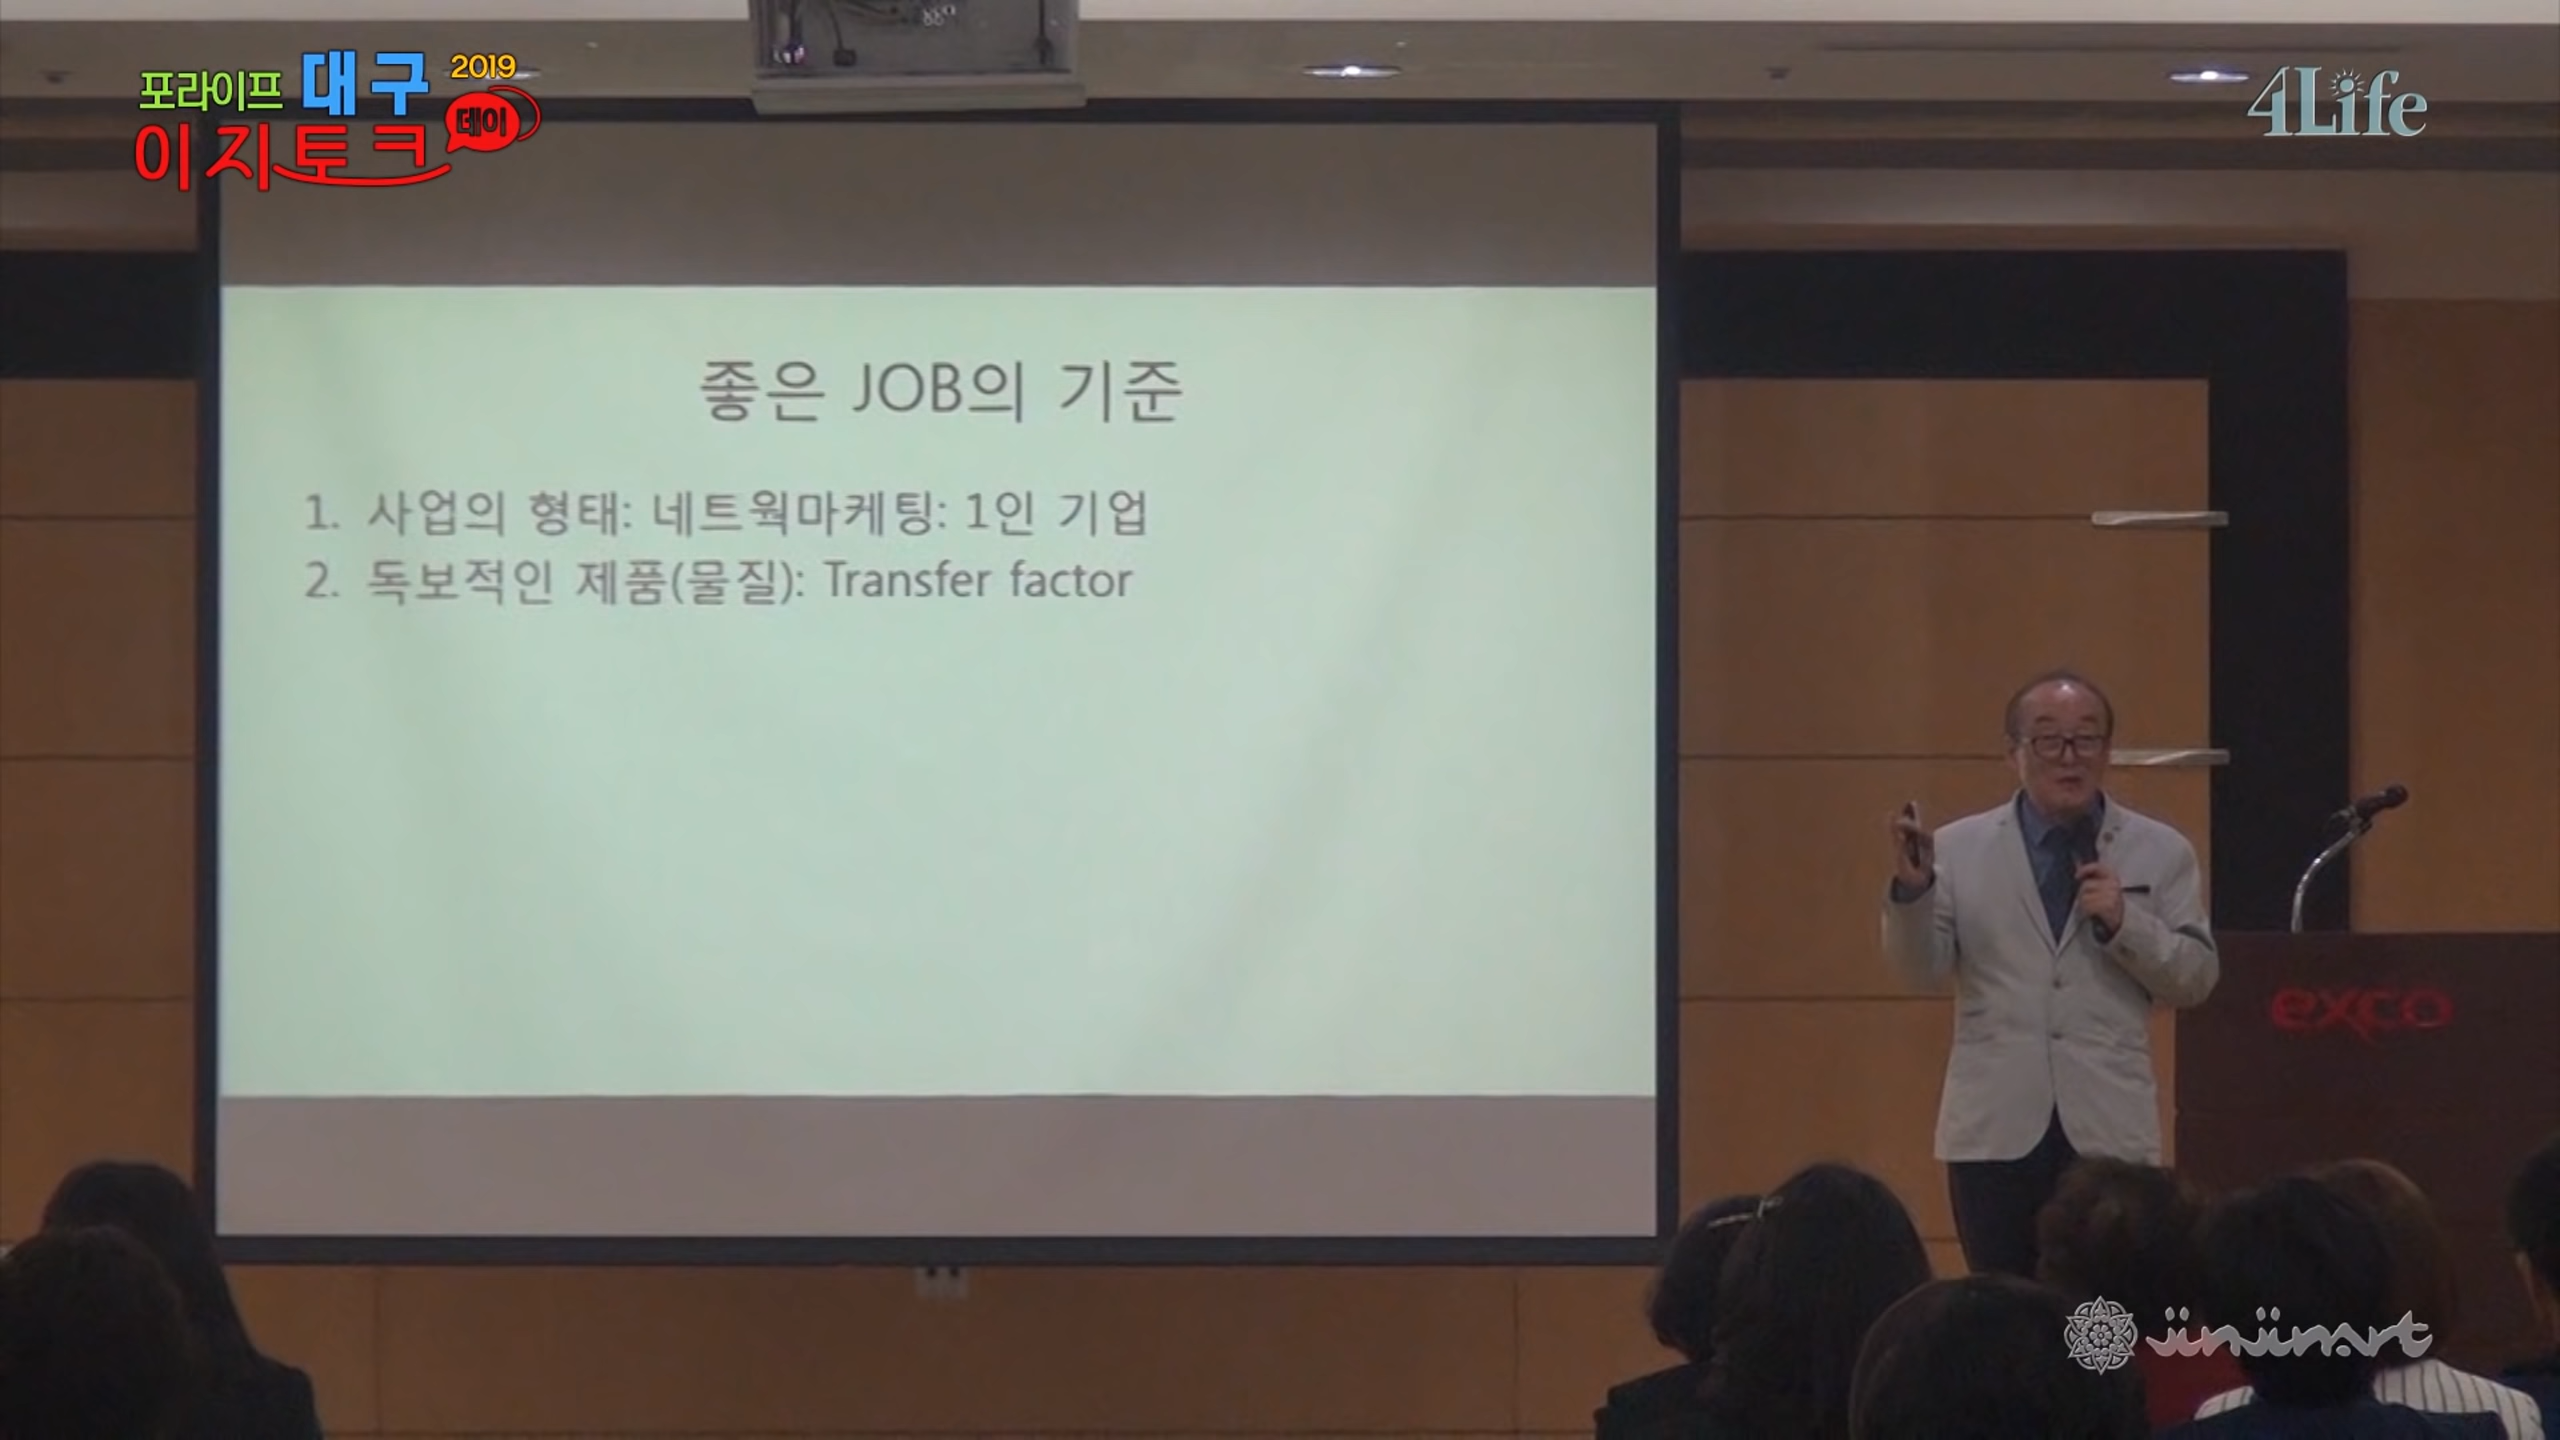 포라이프 대구 2019
이지토크 데이
4Life
좋은 JOB의 기준
1. 사업의 형태: 네트웍마케팅: 1인 기업
2. 독보적인 제품(물질): Transfer factor
exco
jinjinart